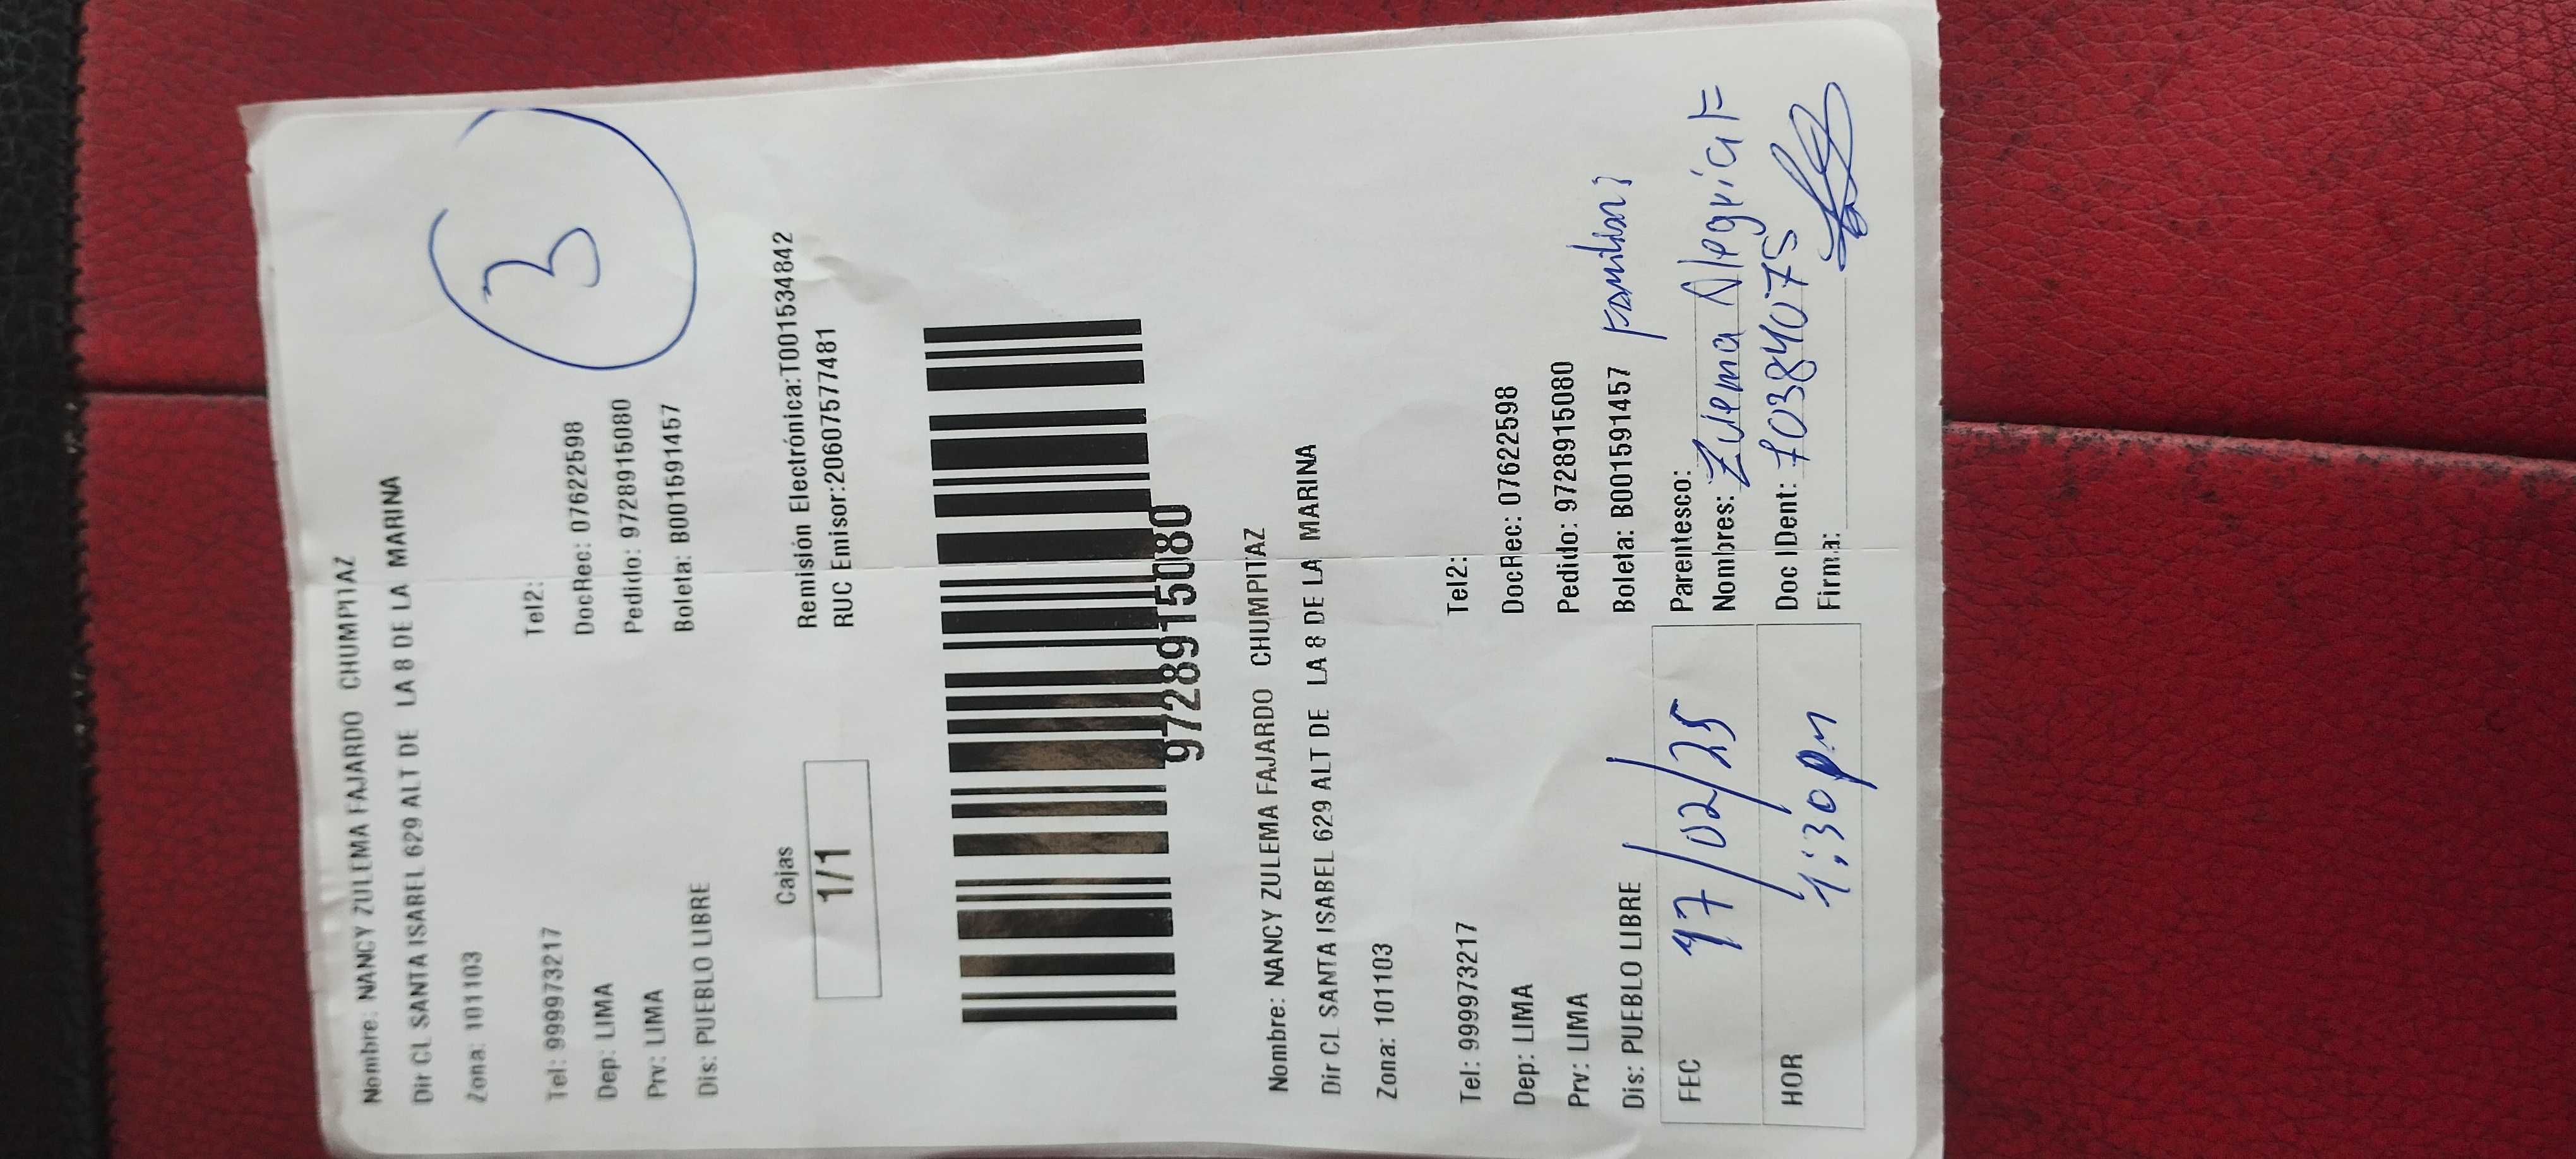 Nombre: NANCY ZULEMA FAJARDO CHUMPITAZ
Dir CL SANTA ISABEL 629 ALT DE LA 8 DE LA MARINA
Zona: 101103
3
Tel: 999973217 Tel2:
Dep: LIMA DocRec: 07622598
Prv: LIMA Pedido: 9728915080
Dis: PUEBLO LIBRE Boleta: B001591457
Cajas Remisión Electrónica:T001534842
1/1 RUC Emisor:20607577481
9728915080
Nombre: NANCY ZULEMA FAJARDO CHUMPITAZ
Dir CL SANTA ISABEL 629 ALT DE LA 8 DE LA MARINA
Zona: 101103
Tel: 999973217 Tel2:
Dep: LIMA DocRec: 07622598
Prv: LIMA Pedido: 9728915080
Dis: PUEBLO LIBRE Boleta: B001591457
FEC 17/02/25 Parentesco: Familiar
Nombres: Zulema Alegría F
HOR 1:30 pm Doc IDent: 70384075
Firma: